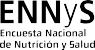 ENNyS
Encuesta Nacional
de Nutrición y Salud